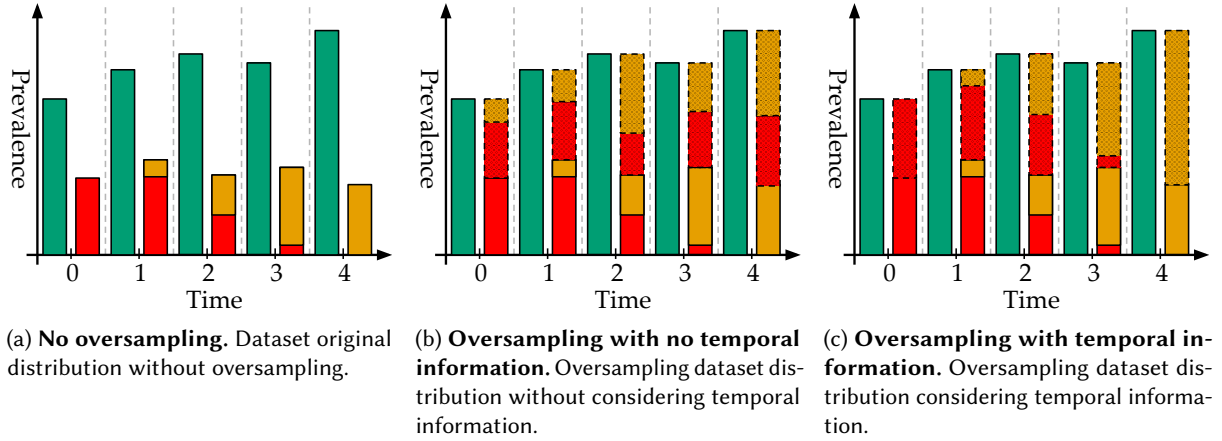 Prevalence
0 1 2 3 4
Time
(a) No oversampling. Dataset original
distribution without oversampling.
Prevalence
0 1 2 3 4
Time
(b) Oversampling with no temporal
information. Oversampling dataset dis-
tribution without considering temporal
information.
Prevalence
0 1 2 3 4
Time
(c) Oversampling with temporal in-
formation. Oversampling dataset dis-
tribution considering temporal informa-
tion.